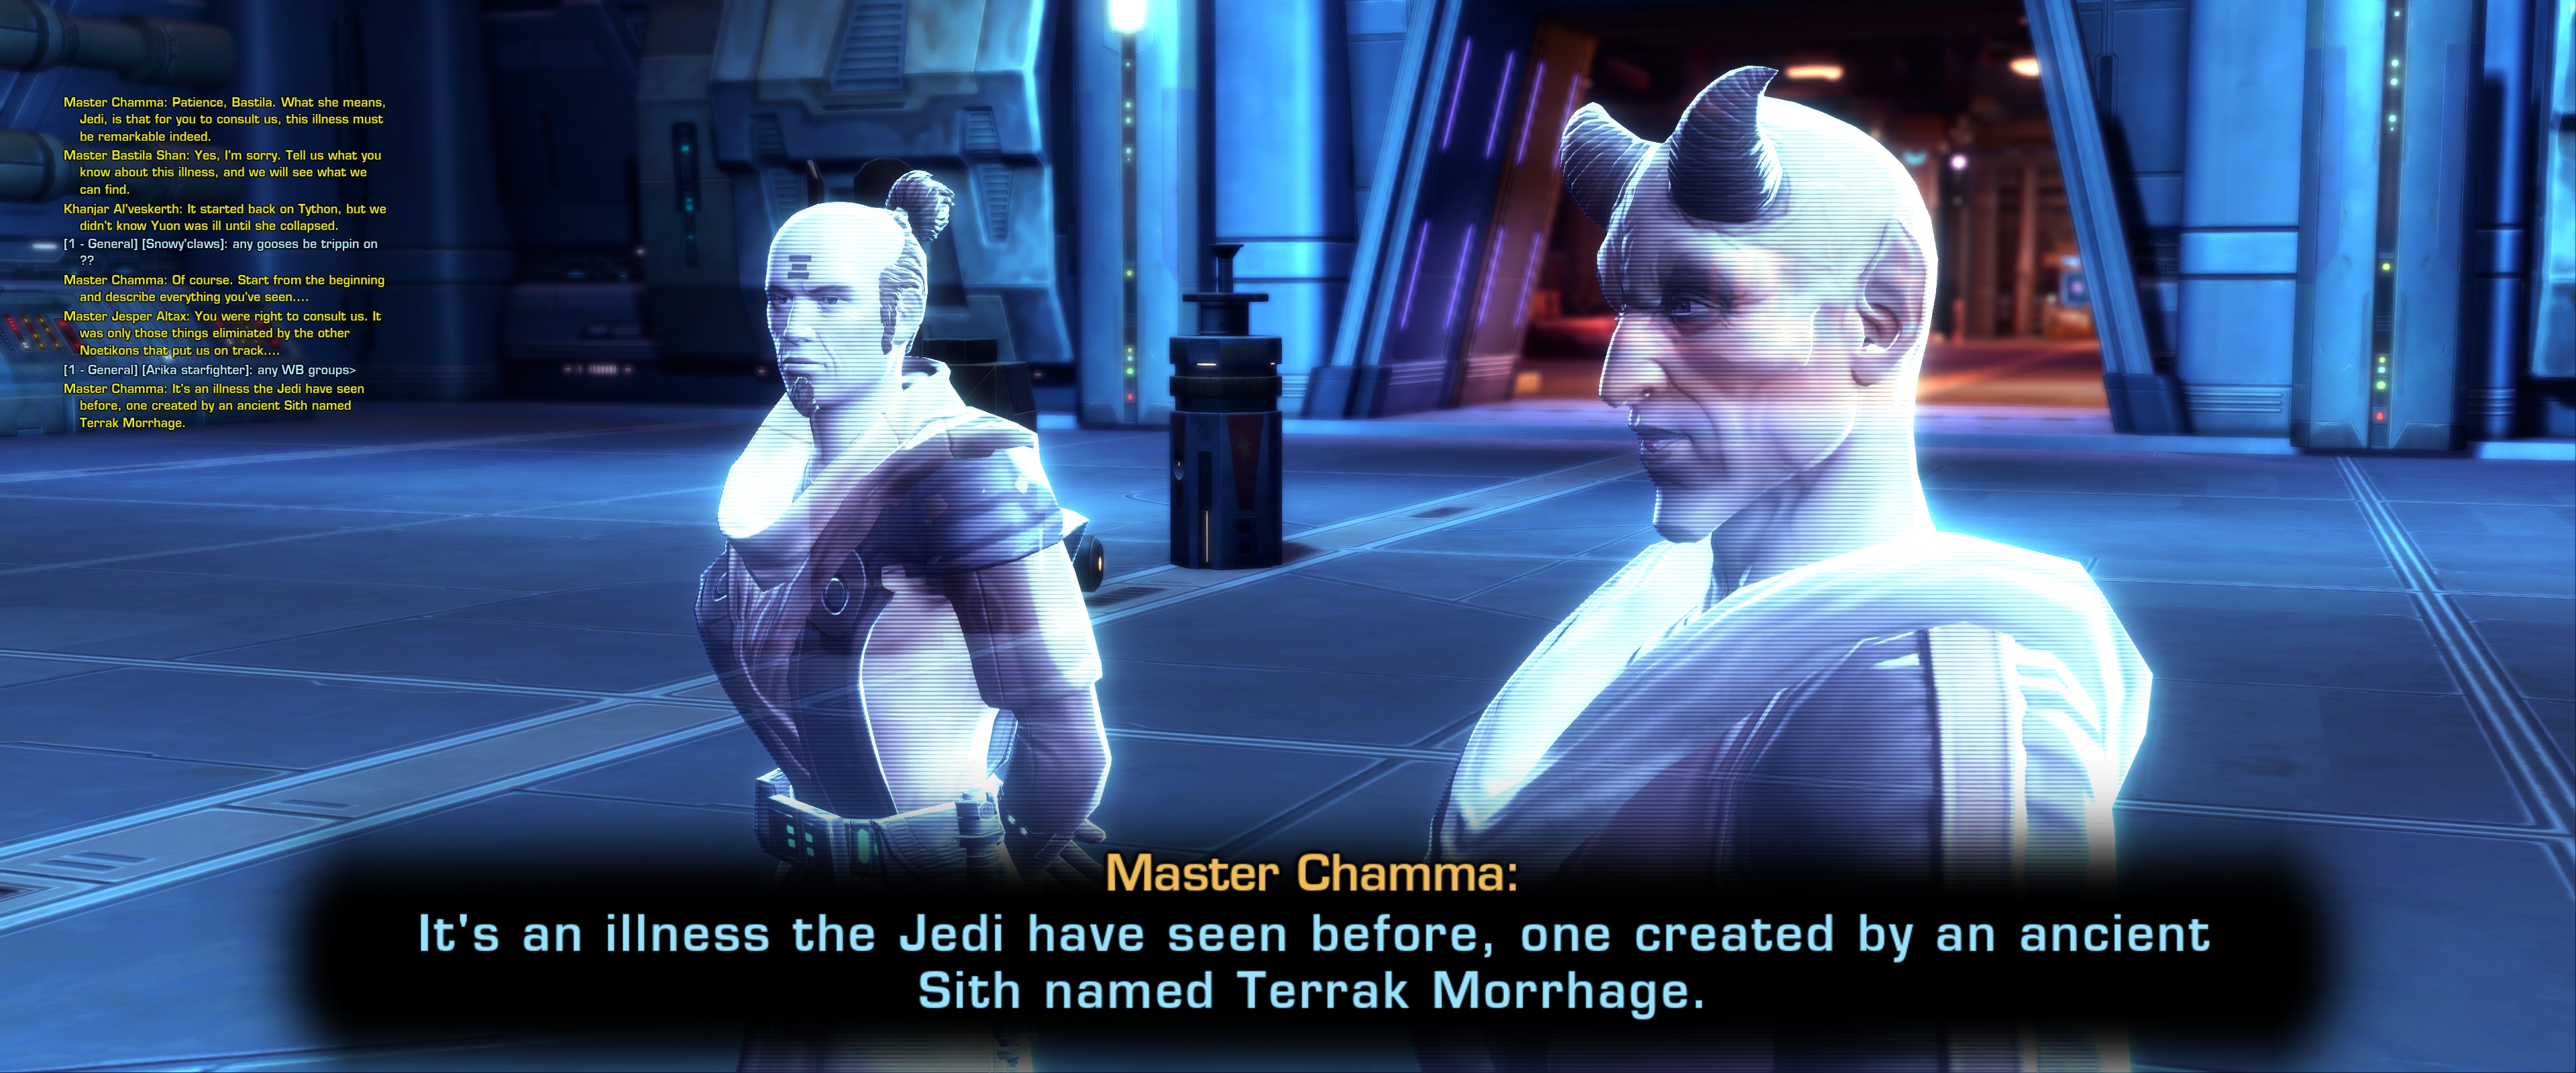 Master Chamma: Patience, Bastila. What she means,
Jedi, is that for you to consult us, this illness must
be remarkable indeed.
Master Bastila Shan: Yes, I'm sorry. Tell us what you
know about this illness, and we will see what we
can find.
Khanjar Al'veskerth: It started back on Tython, but we
didn't know Yuon was ill until she collapsed.
[1 - General] [Snowy'claws]: any gooses be trippin on
??
Master Chamma: Of course. Start from the beginning
and describe everything you've seen....
Master Jesper Altax: You were right to consult us. It
was only those things eliminated by the other
Noetikons that put us on track....
[1 - General] [Arika starfighter]: any WB groups>
Master Chamma: It's an illness the Jedi have seen
before, one created by an ancient Sith named
Terrak Morrhage.
Master Chamma:
It's an illness the Jedi have seen before, one created by an ancient
Sith named Terrak Morrhage.